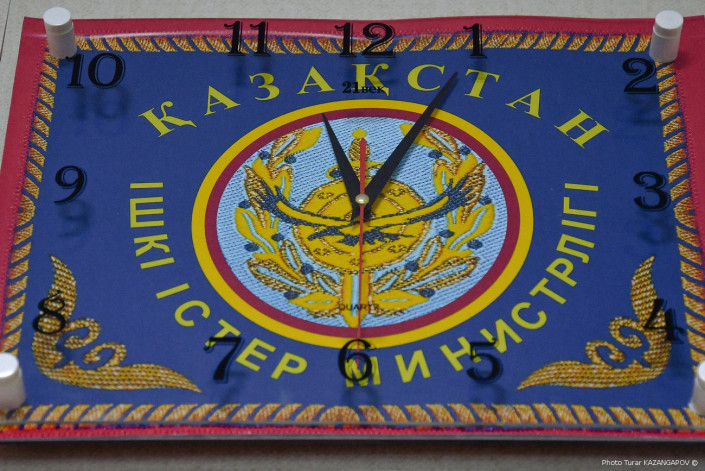 ҚАЗАҚСТАН
21ВЕК
ІШКІ ІСТЕР МИНИСТРЛІГІ
QUARTZ
12
1
2
3
4
5
6
7
8
9
10
11
Photo Turar KAZANGAPOV ©